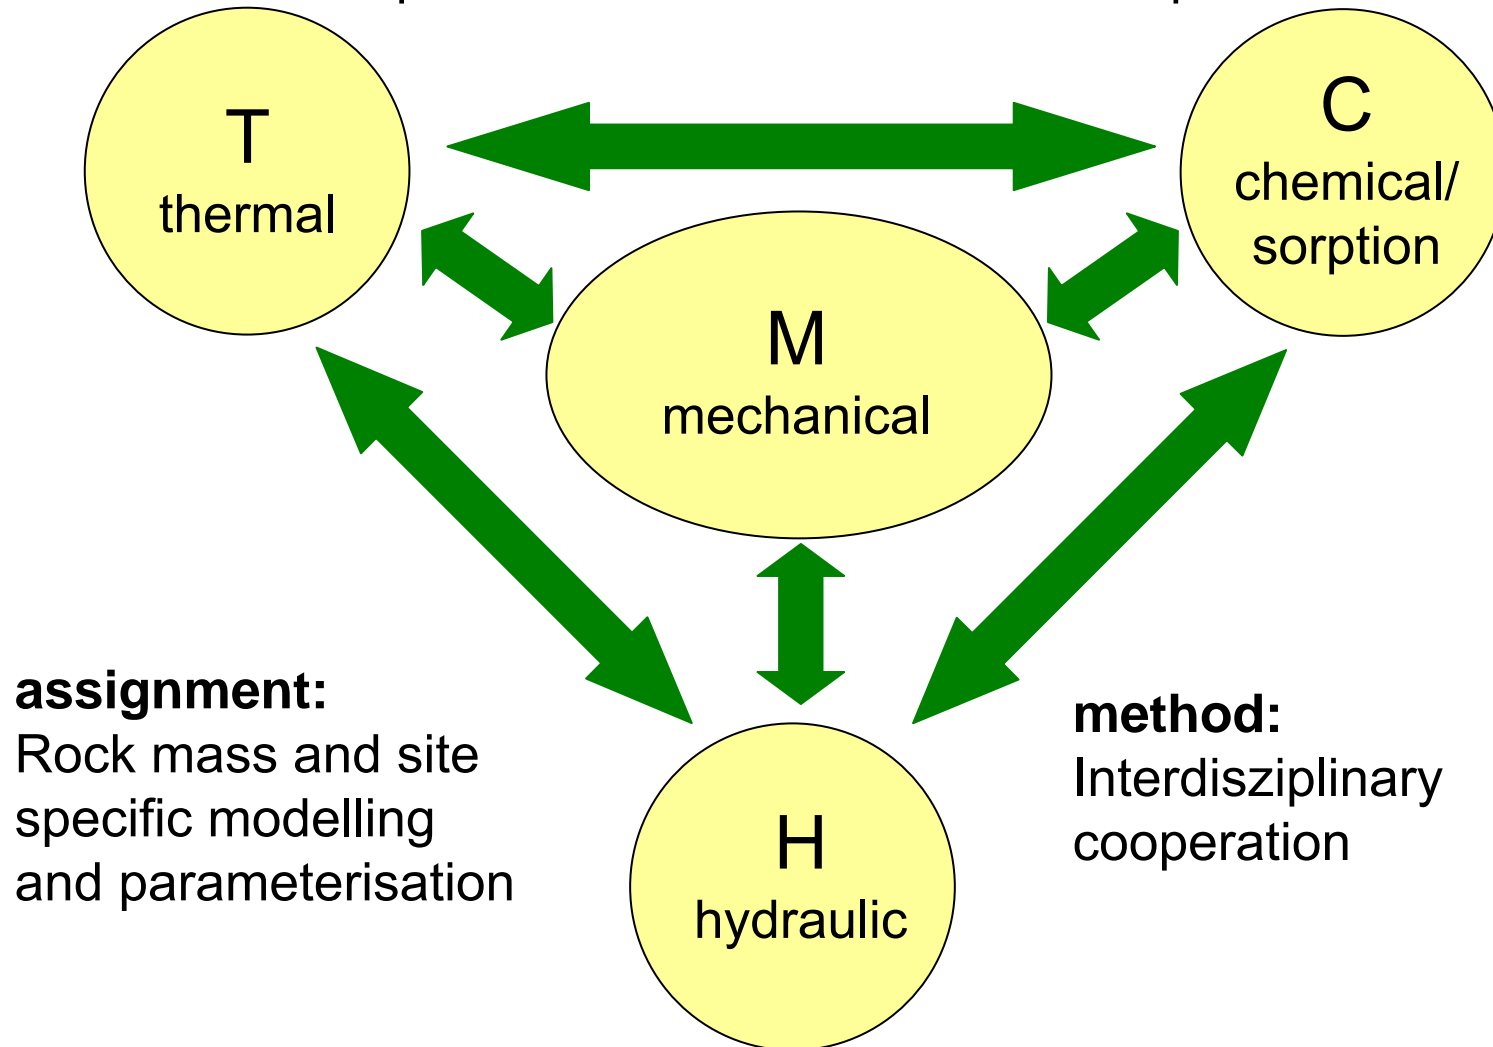 T
thermal
C
chemical/
sorption
M
mechanical
assignment:
Rock mass and site
specific modelling
and parameterisation
method:
Interdisziplinary
cooperation
H
hydraulic